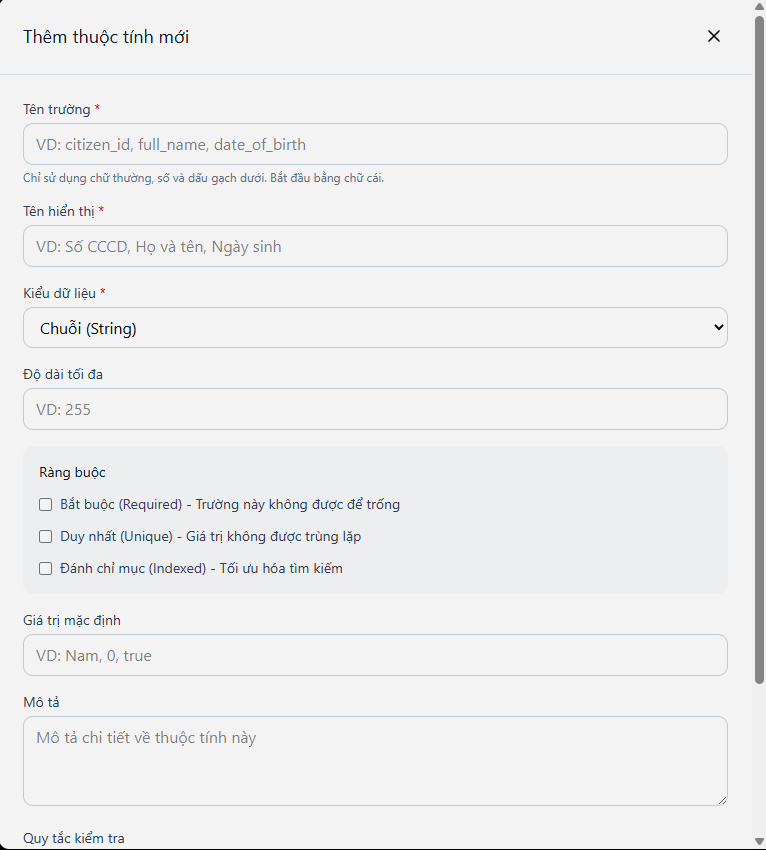 Thêm thuộc tính mới
Tên trường *
VD: citizen_id, full_name, date_of_birth
Chỉ sử dụng chữ thường, số và dấu gạch dưới. Bắt đầu bằng chữ cái.
Tên hiển thị *
VD: Số CCCD, Họ và tên, Ngày sinh
Kiểu dữ liệu *
Chuỗi (String)
Độ dài tối đa
VD: 255
Ràng buộc
Bắt buộc (Required) - Trường này không được để trống
Duy nhất (Unique) - Giá trị không được trùng lặp
Đánh chỉ mục (Indexed) - Tối ưu hóa tìm kiếm
Giá trị mặc định
VD: Nam, 0, true
Mô tả
Mô tả chi tiết về thuộc tính này
Quy tắc kiểm tra